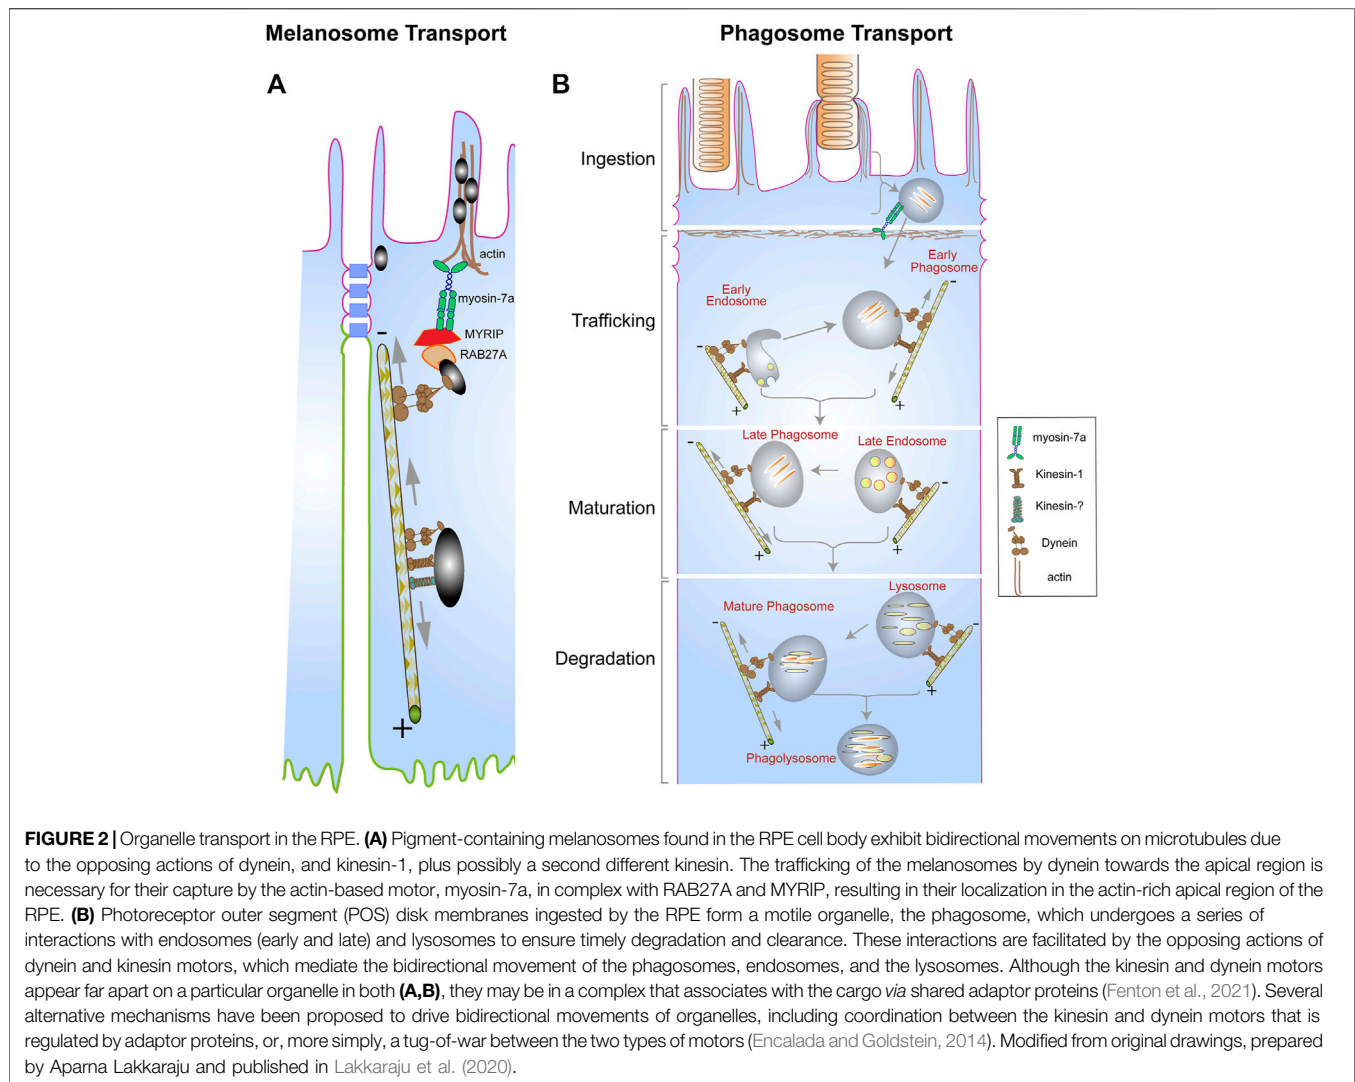 Melanosome Transport
A
-
actin
myosin-7a
MYRIP
RAB27A
+
Phagosome Transport
B
Ingestion
Early
Phagosome
-
Early
Endosome
Trafficking
-
+
+
Late Phagosome
Late Endosome
-
-
Maturation
+
+
Lysosome
Mature Phagosome
-
-
Degradation
+
+
Phagolysosome
myosin-7a
Kinesin-1
Kinesin-?
Dynein
actin
FIGURE 2 | Organelle transport in the RPE. (A) Pigment-containing melanosomes found in the RPE cell body exhibit bidirectional movements on microtubules due
to the opposing actions of dynein, and kinesin-1, plus possibly a second different kinesin. The trafficking of the melanosomes by dynein towards the apical region is
necessary for their capture by the actin-based motor, myosin-7a, in complex with RAB27A and MYRIP, resulting in their localization in the actin-rich apical region of the
RPE. (B) Photoreceptor outer segment (POS) disk membranes ingested by the RPE form a motile organelle, the phagosome, which undergoes a series of
interactions with endosomes (early and late) and lysosomes to ensure timely degradation and clearance. These interactions are facilitated by the opposing actions of
dynein and kinesin motors, which mediate the bidirectional movement of the phagosomes, endosomes, and the lysosomes. Although the kinesin and dynein motors
appear far apart on a particular organelle in both (A,B), they may be in a complex that associates with the cargo via shared adaptor proteins (Fenton et al., 2021). Several
alternative mechanisms have been proposed to drive bidirectional movements of organelles, including coordination between the kinesin and dynein motors that is
regulated by adaptor proteins, or, more simply, a tug-of-war between the two types of motors (Encalada and Goldstein, 2014). Modified from original drawings, prepared
by Aparna Lakkaraju and published in Lakkaraju et al. (2020).